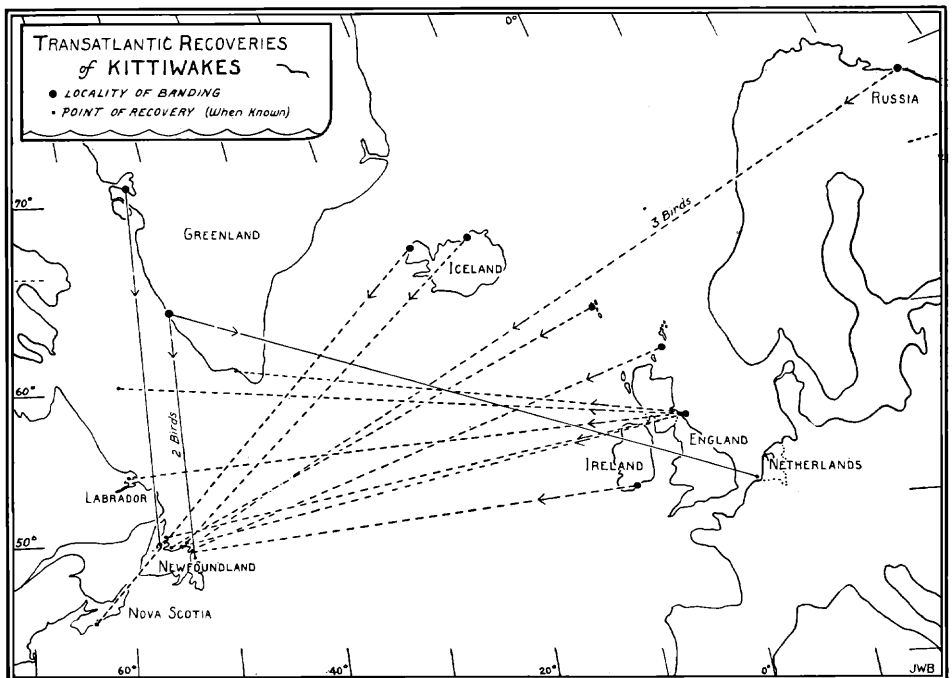 0°
TRANSATLANTIC RECOVERIES
of KITTIWAKES
LOCALITY OF BANDING
POINT OF RECOVERY (When Known)
RUSSIA
3 Birds
70°
GREENLAND
ICELAND
60°
2 Birds
ENGLAND
IRELAND
NETHERLANDS
LABRADOR
50°
NEWFOUNDLAND
NOVA SCOTIA
60°
40°
20°
0°
JWB